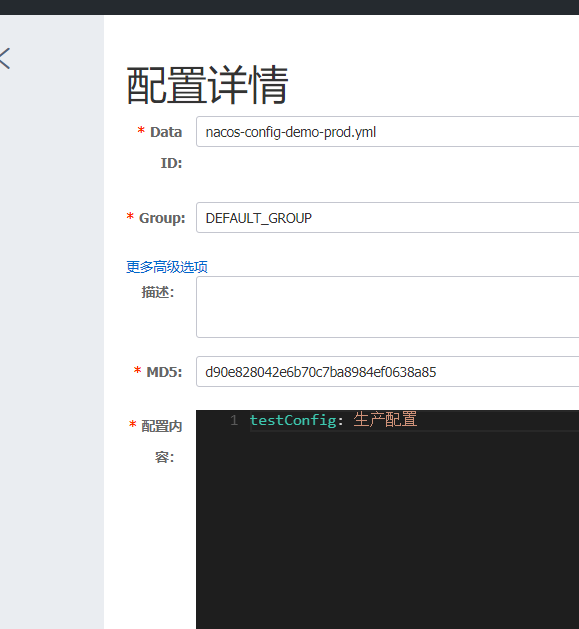 配置详情
* Data ID:
nacos-config-demo-prod.yml
* Group:
DEFAULT_GROUP
更多高级选项
描述:
* MD5:
d90e828042e6b70c7ba8984ef0638a85
* 配置内容:
1 testConfig: 生产配置